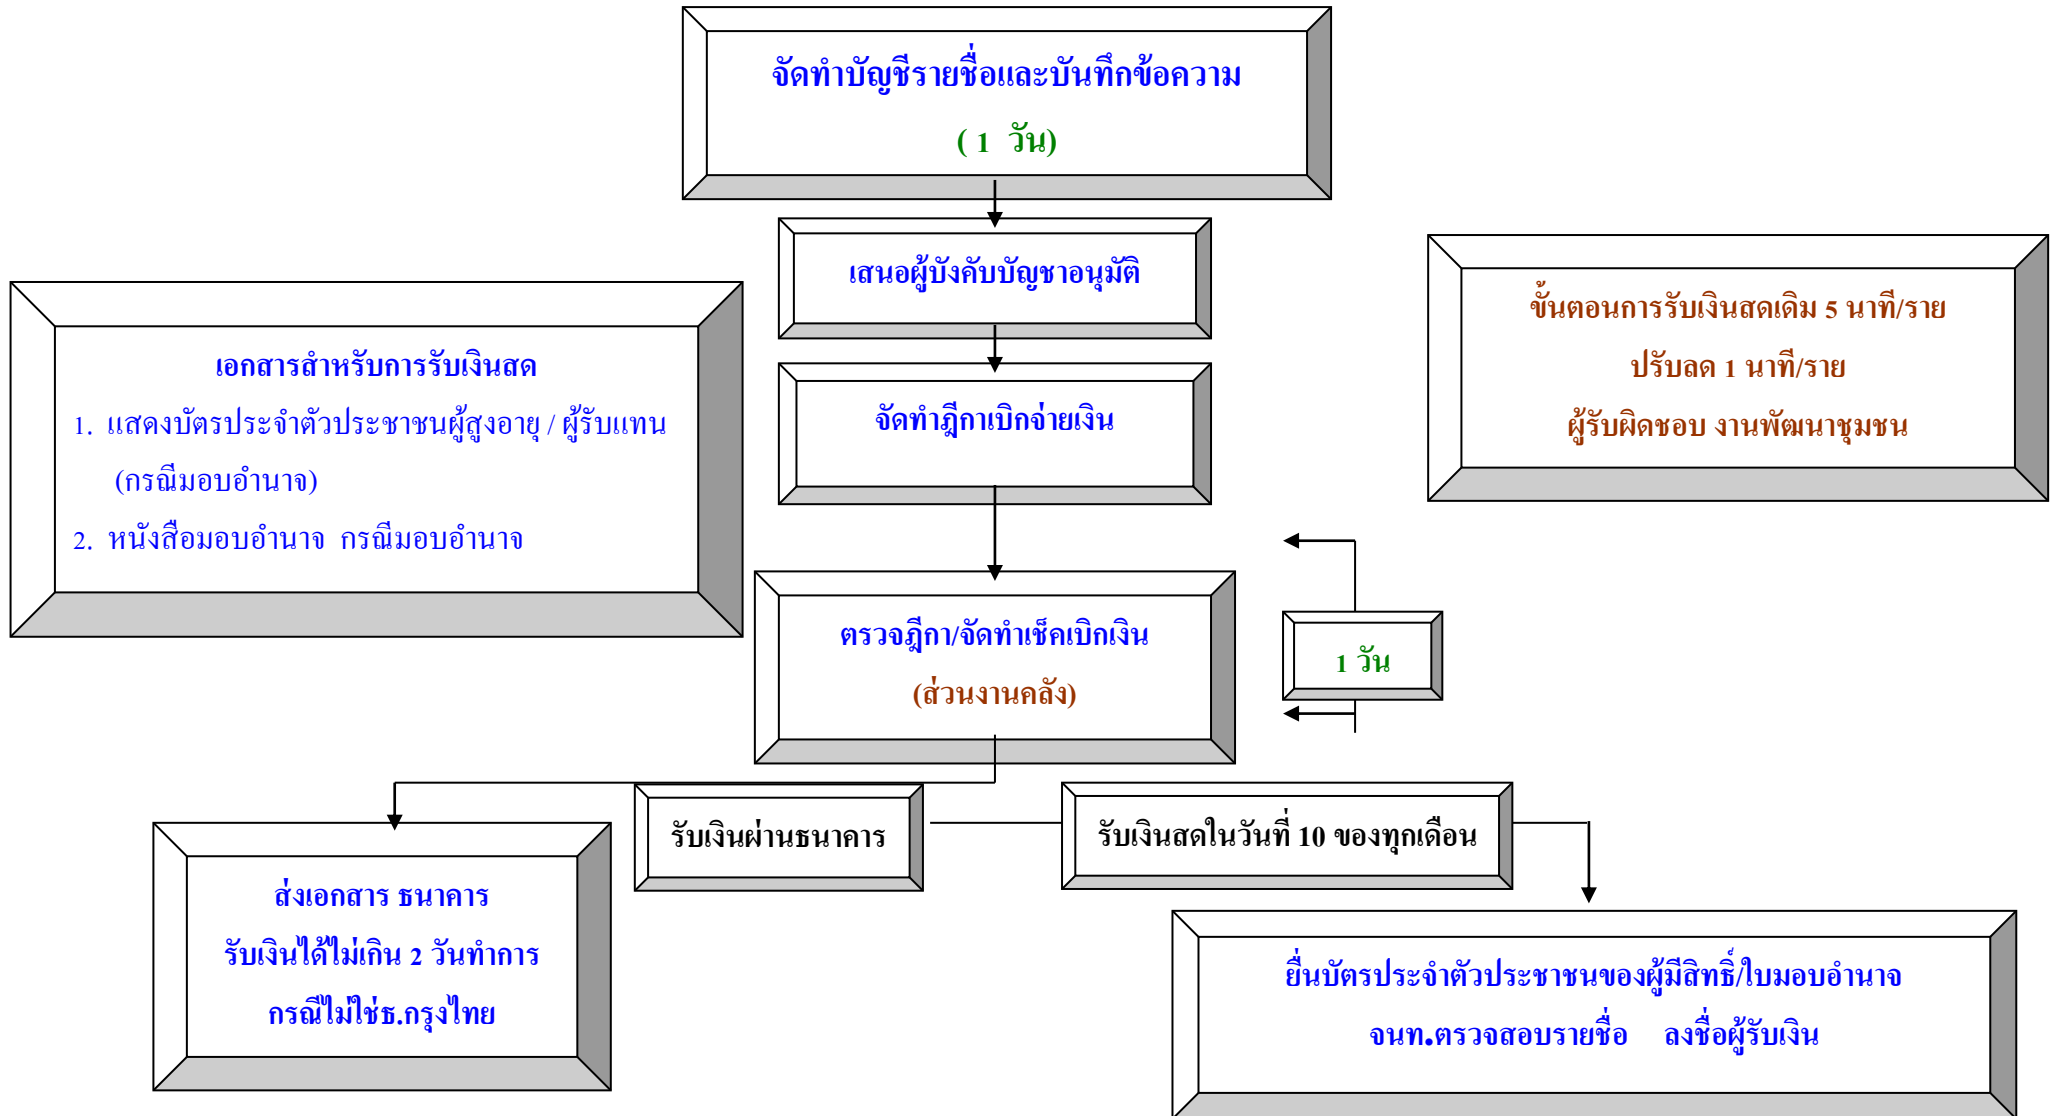 จัดทำบัญชีรายชื่อและบันทึกข้อความ
( 1 วัน)
เสนอผู้บังคับบัญชาอนุมัติ
ขั้นตอนการรับเงินสดเดิม 5 นาที/ราย
ปรับลด 1 นาที/ราย
ผู้รับผิดชอบ งานพัฒนาชุมชน
เอกสารสำหรับการรับเงินสด
1. แสดงบัตรประจำตัวประชาชนผู้สูงอายุ / ผู้รับแทน
(กรณีมอบอำนาจ)
2. หนังสือมอบอำนาจ กรณีมอบอำนาจ
จัดทำฎีกาเบิกจ่ายเงิน
ตรวจฎีกา/จัดทำเช็คเบิกเงิน
(ส่วนงานคลัง)
1 วัน
รับเงินผ่านธนาคาร
รับเงินสดในวันที่ 10 ของทุกเดือน
ส่งเอกสาร ธนาคาร
รับเงินได้ไม่เกิน 2 วันทำการ
กรณีไม่ใช่ธ.กรุงไทย
ยื่นบัตรประจำตัวประชาชนของผู้มีสิทธิ์/ใบมอบอำนาจ
จนท.ตรวจสอบรายชื่อ ลงชื่อผู้รับเงิน